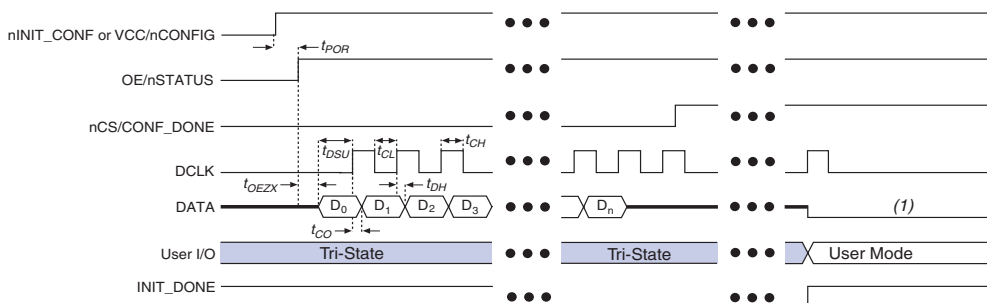 nINIT_CONF or VCC/nCONFIG
tPOR
OE/nSTATUS
nCS/CONF_DONE
tDSU
tCL
tCH
DCLK
tOEZX
tDH
DATA
D0
D1
D2
D3
Dn
(1)
tCO
User I/O
Tri-State
Tri-State
User Mode
INIT_DONE